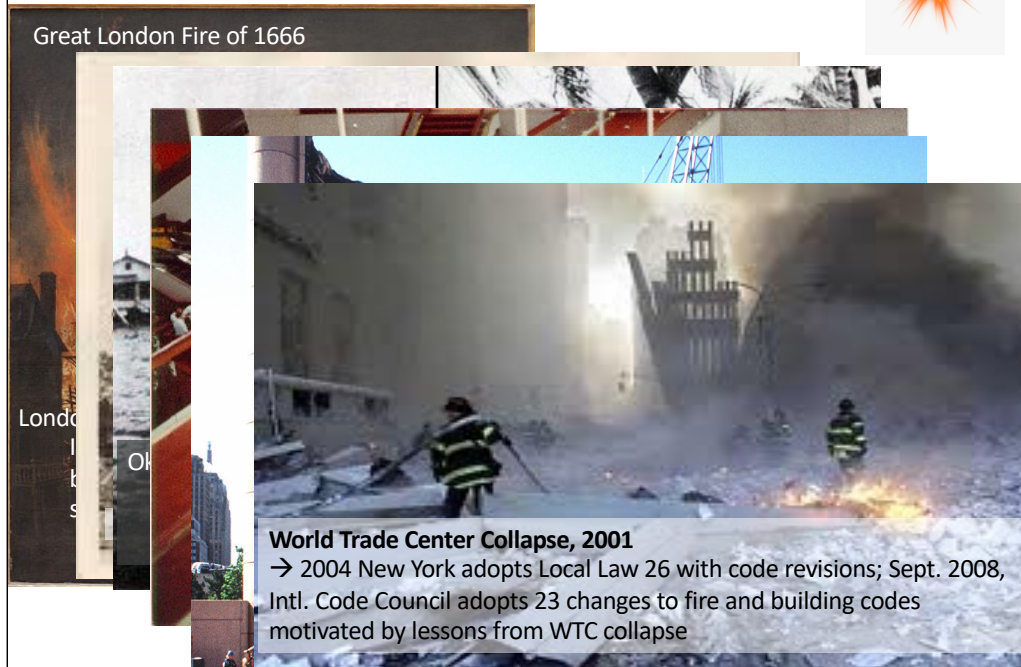 Great London Fire of 1666
World Trade Center Collapse, 2001
→ 2004 New York adopts Local Law 26 with code revisions; Sept. 2008,
Intl. Code Council adopts 23 changes to fire and building codes
motivated by lessons from WTC collapse